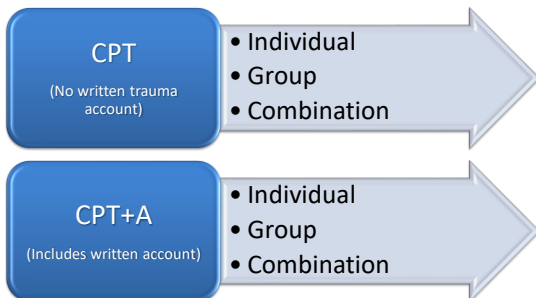 CPT
(No written trauma
account)
• Individual
• Group
• Combination
CPT+A
(Includes written account)
• Individual
• Group
• Combination